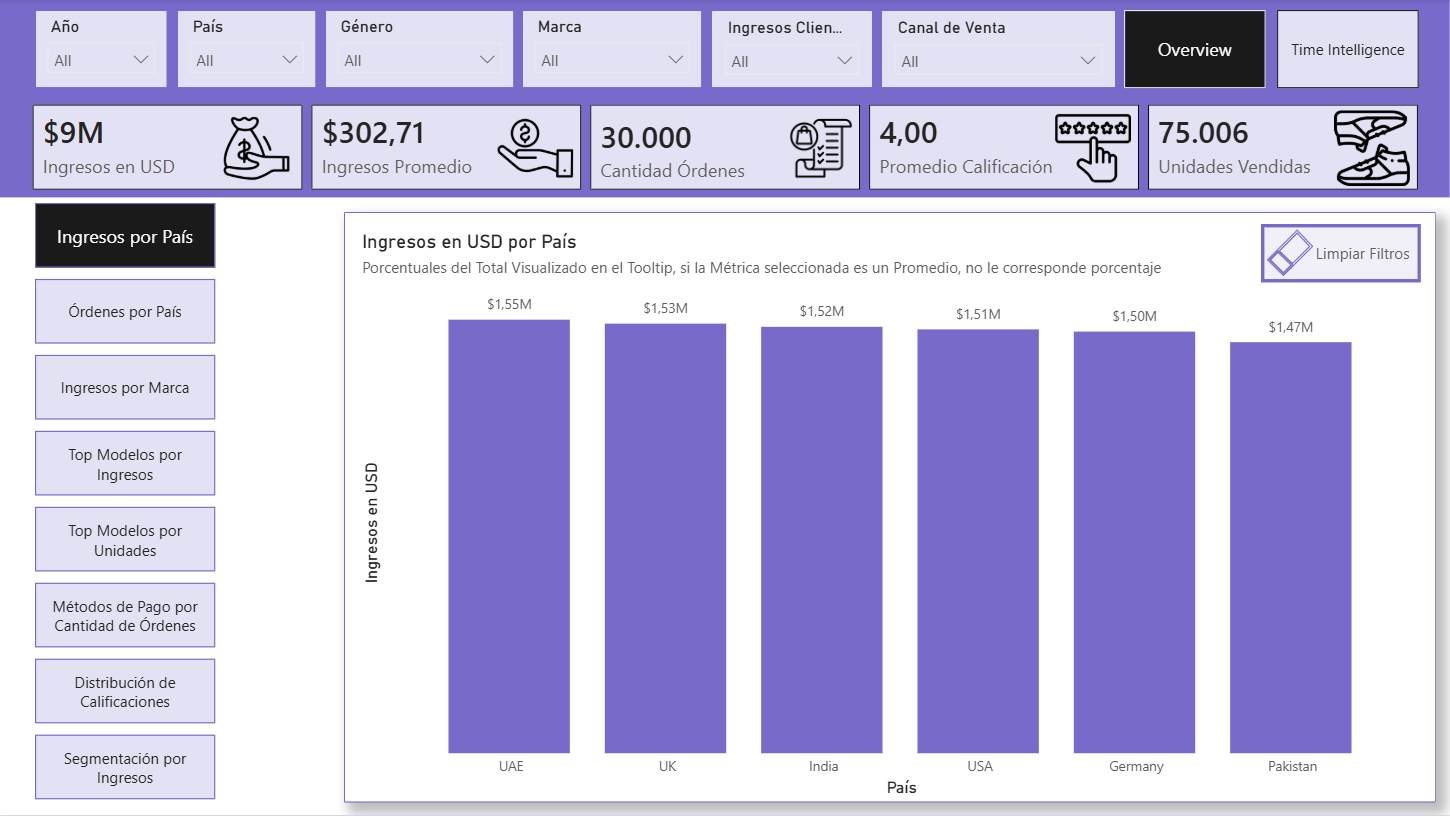 Año
All
País
All
Género
All
Marca
All
Ingresos Clien...
All
Canal de Venta
All
Overview
Time Intelligence
$9M
Ingresos en USD
$302,71
Ingresos Promedio
30.000
Cantidad Órdenes
4,00
Promedio Calificación
75.006
Unidades Vendidas
Ingresos por País
Órdenes por País
Ingresos por Marca
Top Modelos por
Ingresos
Top Modelos por
Unidades
Métodos de Pago por
Cantidad de Órdenes
Distribución de
Calificaciones
Segmentación por
Ingresos
Ingresos en USD por País
Porcentuales del Total Visualizado en el Tooltip, si la Métrica seleccionada es un Promedio, no le corresponde porcentaje
Limpiar Filtros
$1,55M
$1,53M
$1,52M
$1,51M
$1,50M
$1,47M
Ingresos en USD
UAE
UK
India
USA
Germany
Pakistan
País